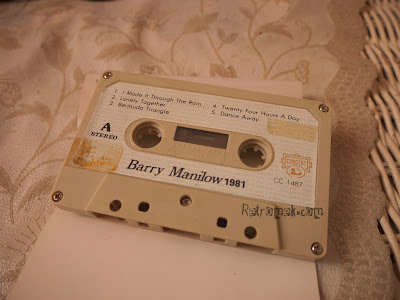 1. I Made It Through The Rain
2. Lonely Together
3. Bermuda Triangle
4. Twenty Four Hours A Day
5. Dance Away
A
STEREO
Barry Manilow 1981
CC 1487
Retromak.com